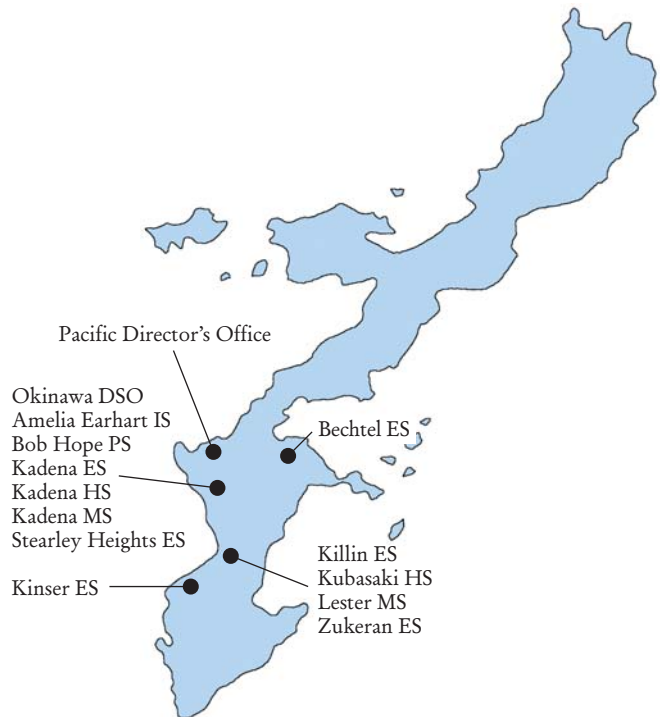 Pacific Director’s Office
Okinawa DSO
Amelia Earhart IS
Bob Hope PS
Kadena ES
Kadena HS
Kadena MS
Stearley Heights ES
Bechtel ES
Kinser ES
Killin ES
Kubasaki HS
Lester MS
Zukeran ES